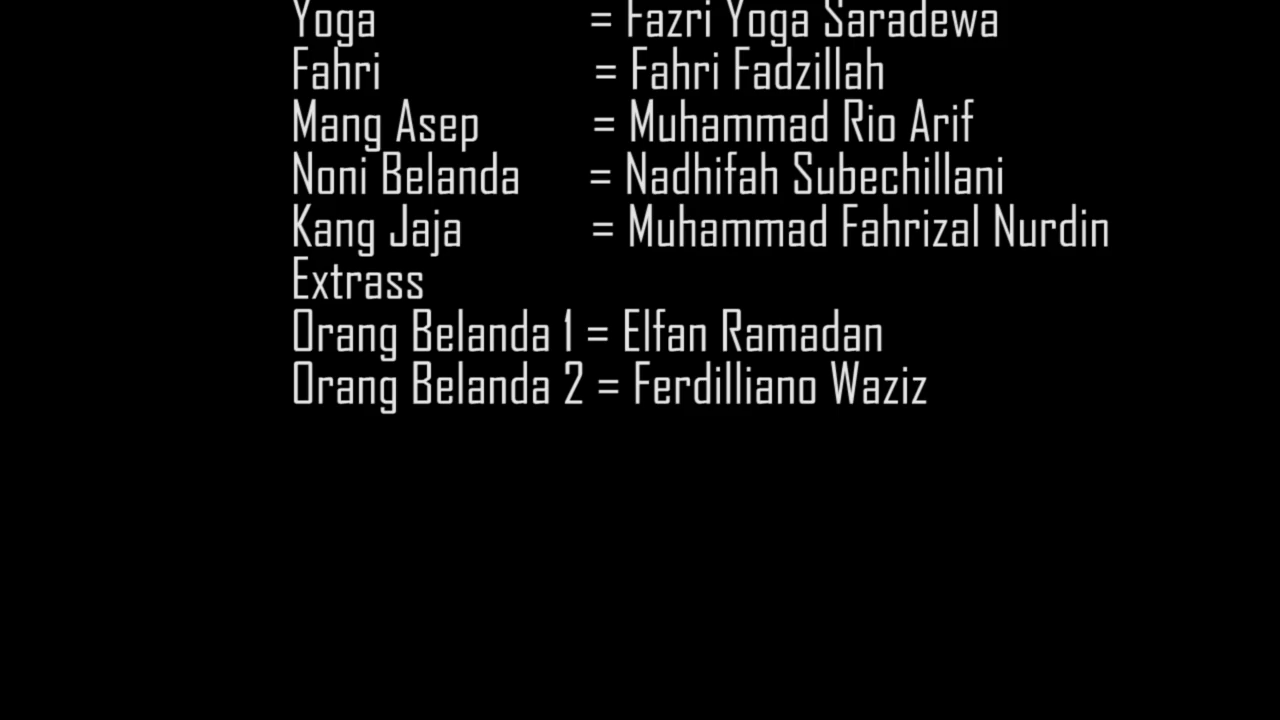 Yoga = Fazri Yoga Saradewa
Fahri = Fahri Fadzillah
Mang Asep = Muhammad Rio Arif
Noni Belanda = Nadhifah Subechillani
Kang Jaja = Muhammad Fahrizal Nurdin
Extrass
Orang Belanda 1 = Elfan Ramadan
Orang Belanda 2 = Ferdilliano Waziz